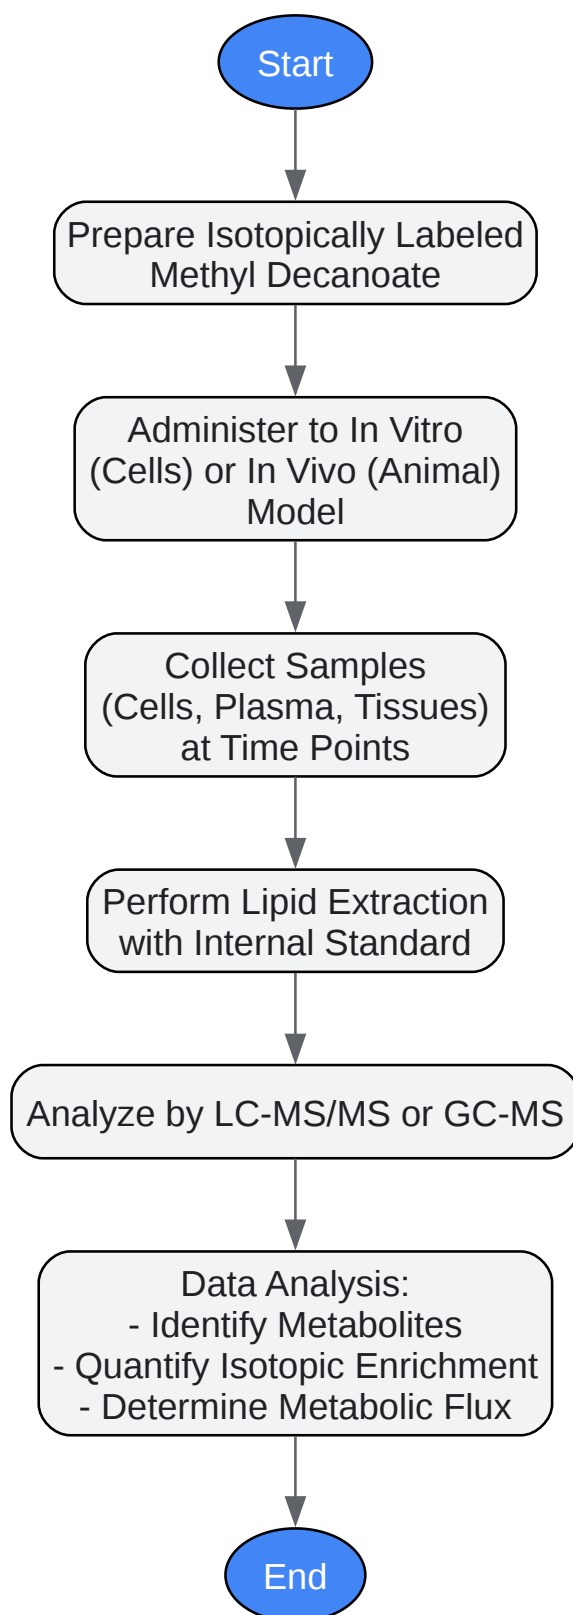 Start
Prepare Isotopically Labeled
Methyl Decanoate
Administer to In Vitro
(Cells) or In Vivo (Animal)
Model
Collect Samples
(Cells, Plasma, Tissues)
at Time Points
Perform Lipid Extraction
with Internal Standard
Analyze by LC-MS/MS or GC-MS
Data Analysis:
- Identify Metabolites
- Quantify Isotopic Enrichment
- Determine Metabolic Flux
End